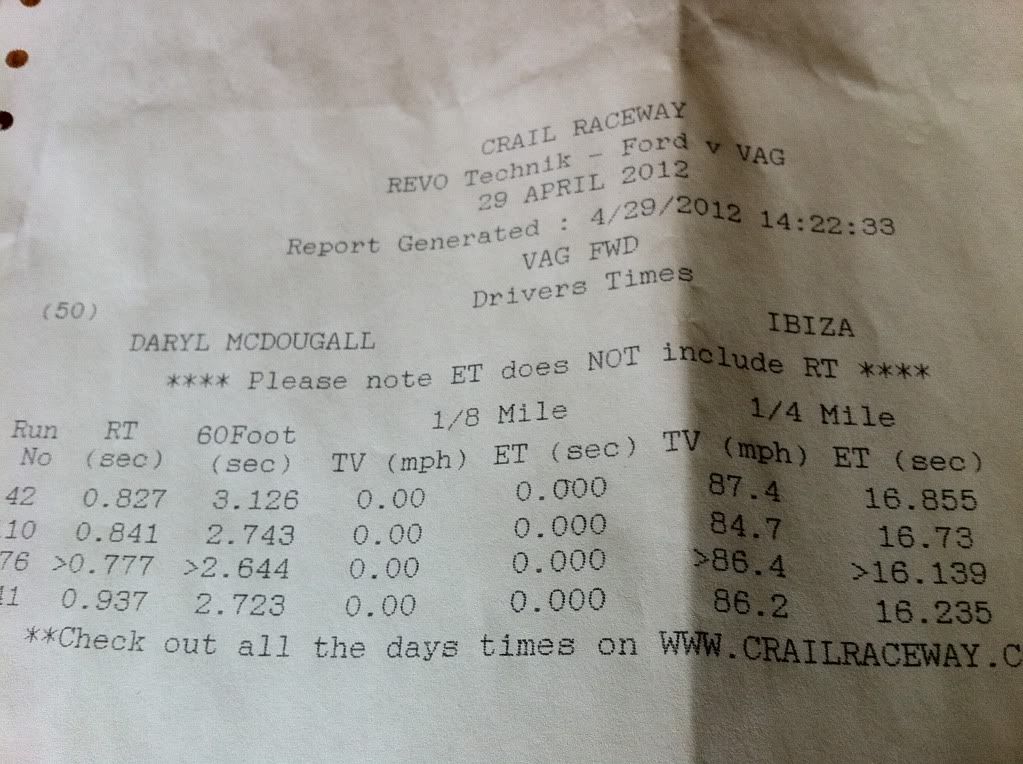 CRAIL RACEWAY
REVO Technik - Ford v VAG
29 APRIL 2012
Report Generated : 4/29/2012 14:22:33
VAG FWD
Drivers Times
(50)
DARYL MCDOUGALL IBIZA
**** Please note ET does NOT include RT ****
1/8 Mile 1/4 Mile
Run RT 60Foot
No (sec) (sec) TV (mph) ET (sec) TV (mph) ET (sec)
42 0.827 3.126 0.00 0.000 87.4 16.855
10 0.841 2.743 0.00 0.000 84.7 16.73
76 >0.777 >2.644 0.00 0.000 >86.4 >16.139
11 0.937 2.723 0.00 0.000 86.2 16.235
**Check out all the days times on WWW.CRAILRACEWAY.C